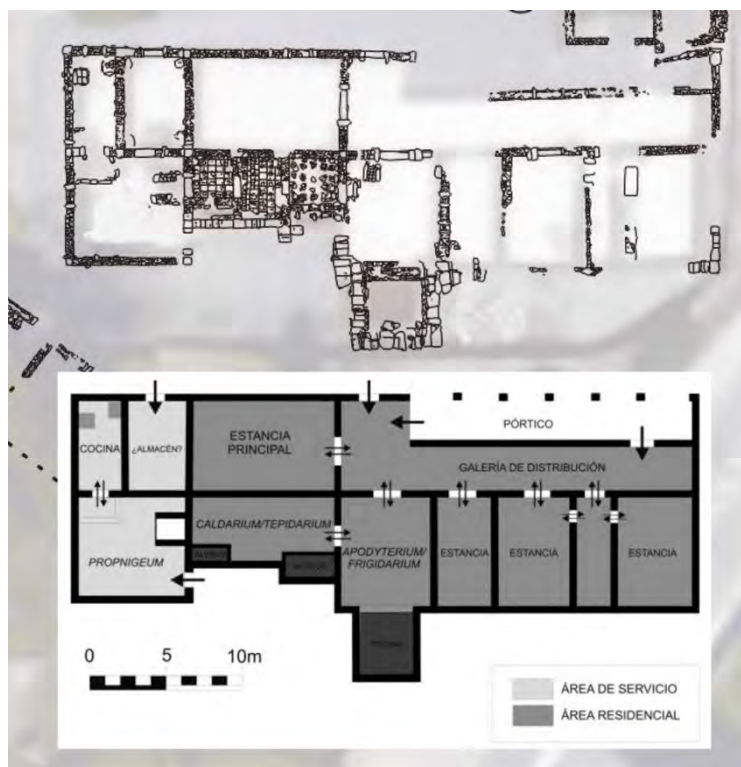 PÓRTICO
COCINA
¿ALMACÉN?
ESTANCIA
PRINCIPAL
GALERÍA DE DISTRIBUCIÓN
CALDARIUM/TEPIDARIUM
PROPNIGEUM
APODYTERIUM/
FRIGIDARIUM
ESTANCIA
ESTANCIA
ESTANCIA
0 5 10m
ÁREA DE SERVICIO
ÁREA RESIDENCIAL